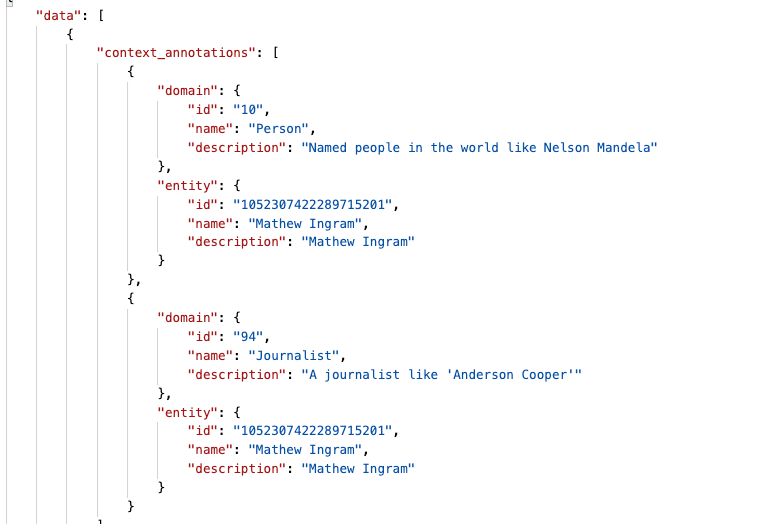 "data": [
{
"context_annotations": [
{
"domain": {
"id": "10",
"name": "Person",
"description": "Named people in the world like Nelson Mandela"
},
"entity": {
"id": "1052307422289715201",
"name": "Mathew Ingram",
"description": "Mathew Ingram"
}
},
{
"domain": {
"id": "94",
"name": "Journalist",
"description": "A journalist like 'Anderson Cooper'"
},
"entity": {
"id": "1052307422289715201",
"name": "Mathew Ingram",
"description": "Mathew Ingram"
}
}
]